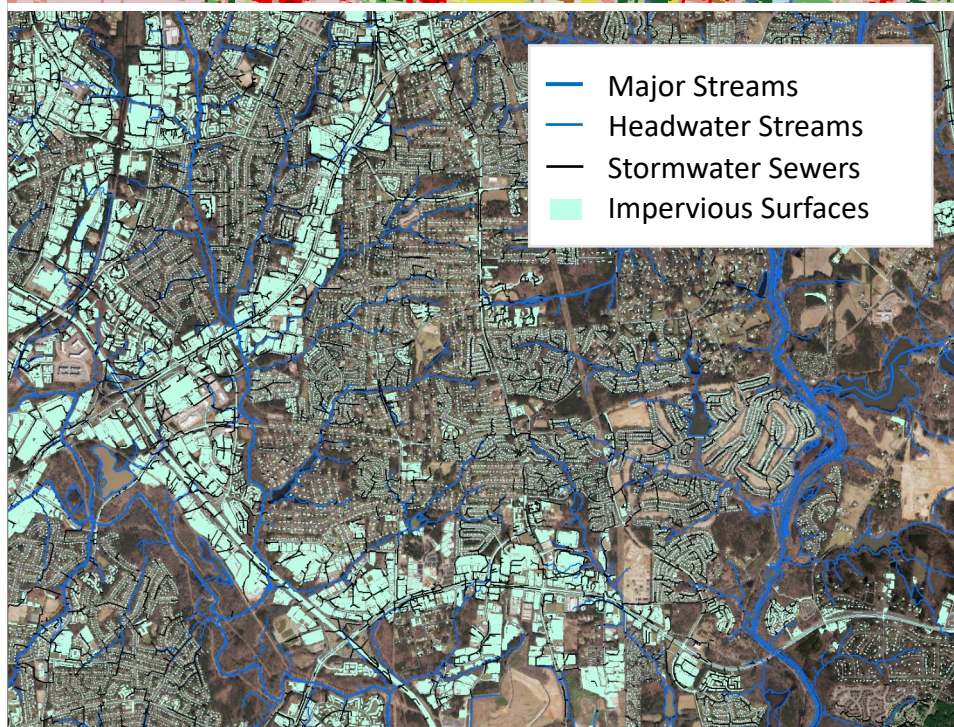 Major Streams
Headwater Streams
Stormwater Sewers
Impervious Surfaces